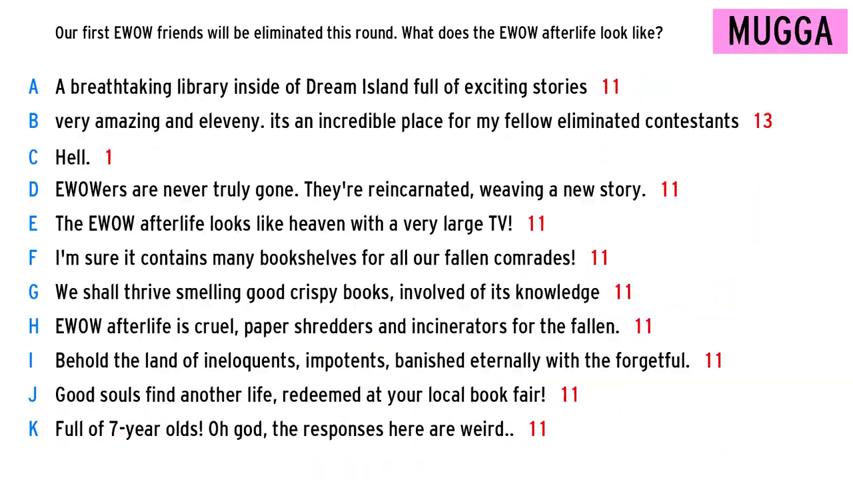 Our first EWOW friends will be eliminated this round. What does the EWOW afterlife look like?
MUGGA
A A breathtaking library inside of Dream Island full of exciting stories 11
B very amazing and eleveny. its an incredible place for my fellow eliminated contestants 13
C Hell. 1
D EWOWers are never truly gone. They're reincarnated, weaving a new story. 11
E The EWOW afterlife looks like heaven with a very large TV! 11
F I'm sure it contains many bookshelves for all our fallen comrades! 11
G We shall thrive smelling good crispy books, involved of its knowledge 11
H EWOW afterlife is cruel, paper shredders and incinerators for the fallen. 11
I Behold the land of ineloquents, impotents, banished eternally with the forgetful. 11
J Good souls find another life, redeemed at your local book fair! 11
K Full of 7-year olds! Oh god, the responses here are weird.. 11